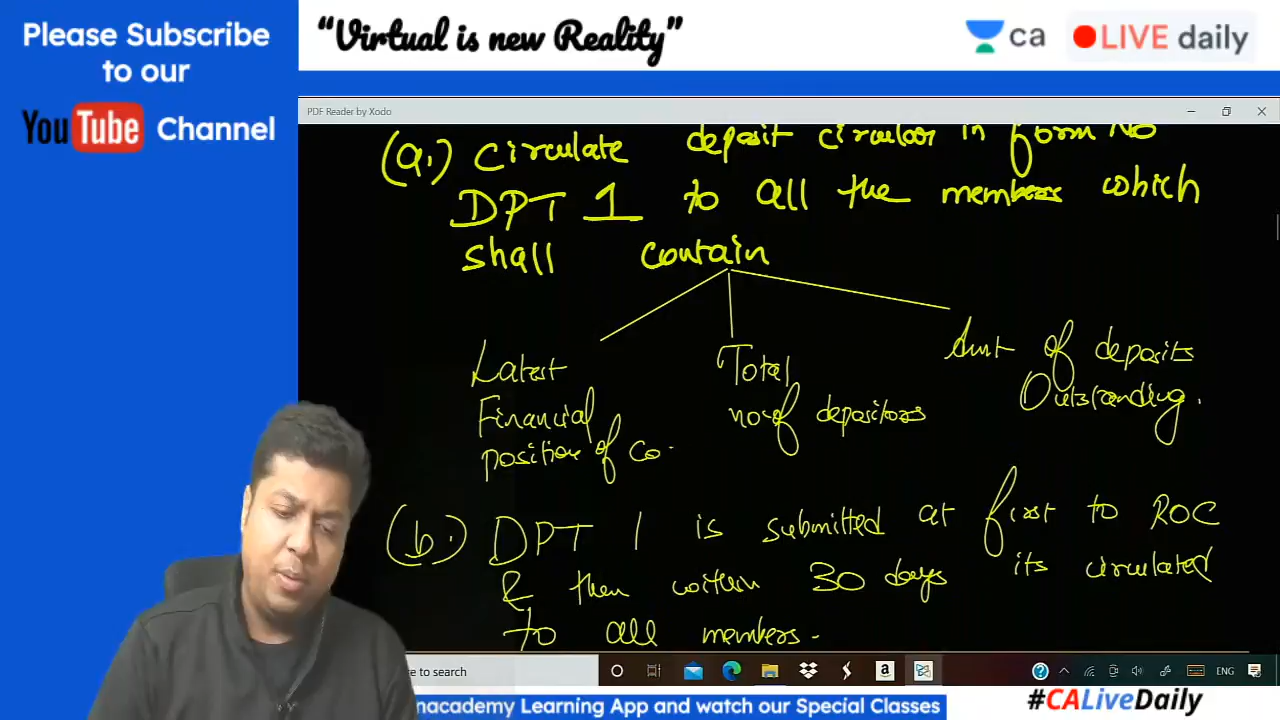 Please Subscribe
to our
YouTube Channel
"Virtual is new Reality"
ca
LIVE daily
PDF Reader by Xodo
(a.) Circulate deposit circular in form No
DPT 1 to all the members which
shall contain
Latest
Financial
position of Co.
Total
no. of depositors
Amt of deposits
Outstanding.
(b.) DPT 1 is submitted at first to ROC
& then within 30 days its circulated
to all members.
e to search
ENG
nacademy Learning App and watch our Special Classes
#CALiveDaily